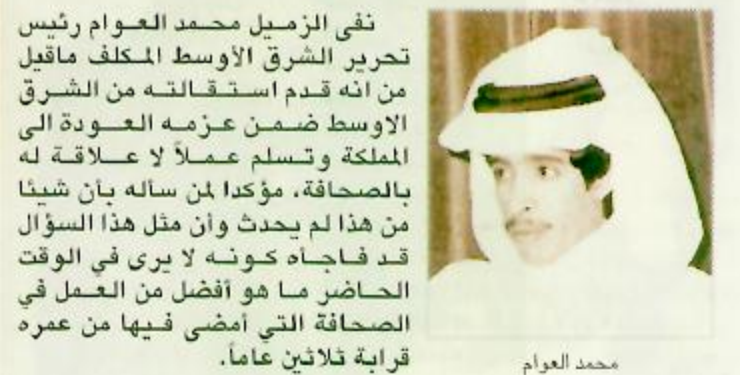 نفى الزميل محمد العوام رئيس
تحرير الشرق الأوسط المكلف ماقيل
من انه قدم استقالته من الشرق
الاوسط ضمن عزمه العودة الى
المملكة وتسلم عملاً لا علاقة له
بالصحافة، مؤكدا لمن سأله بأن شيئا
من هذا لم يحدث وأن مثل هذا السؤال
قد فاجأه كونه لا يرى في الوقت
الحاضر ما هو أفضل من العمل في
الصحافة التي أمضى فيها من عمره
قرابة ثلاثين عاماً.
محمد العوام